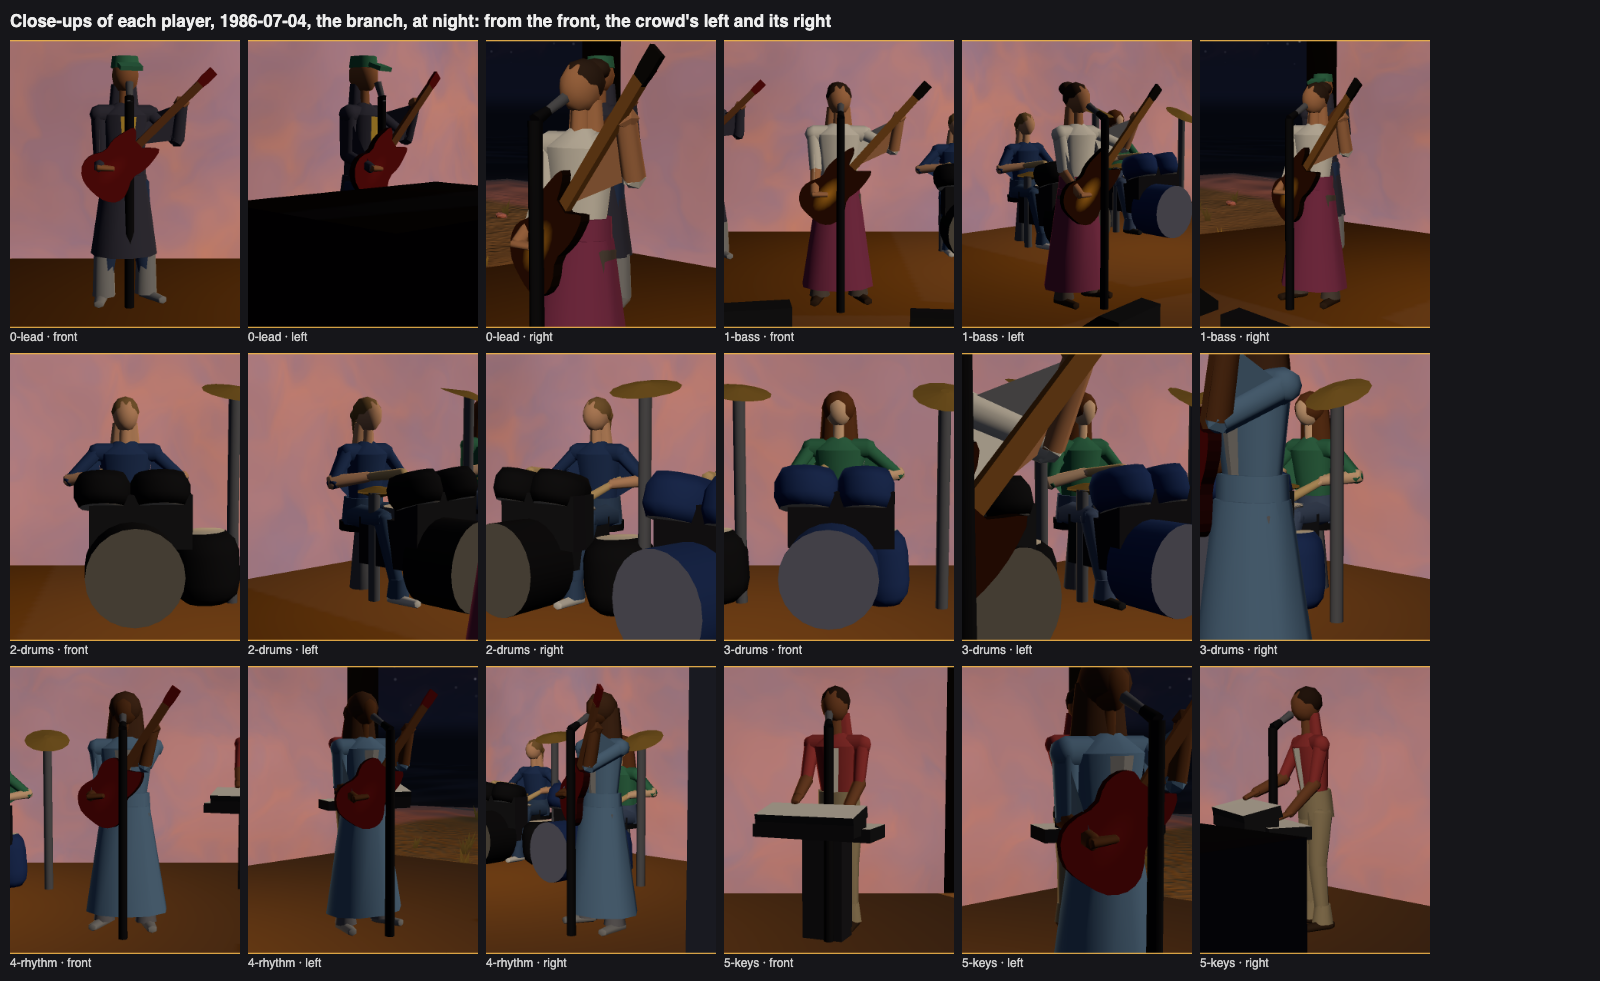 Close-ups of each player, 1986-07-04, the branch, at night: from the front, the crowd's left and its right
0-lead · front
0-lead · left
0-lead · right
1-bass · front
1-bass · left
1-bass · right
2-drums · front
2-drums · left
2-drums · right
3-drums · front
3-drums · left
3-drums · right
4-rhythm · front
4-rhythm · left
4-rhythm · right
5-keys · front
5-keys · left
5-keys · right